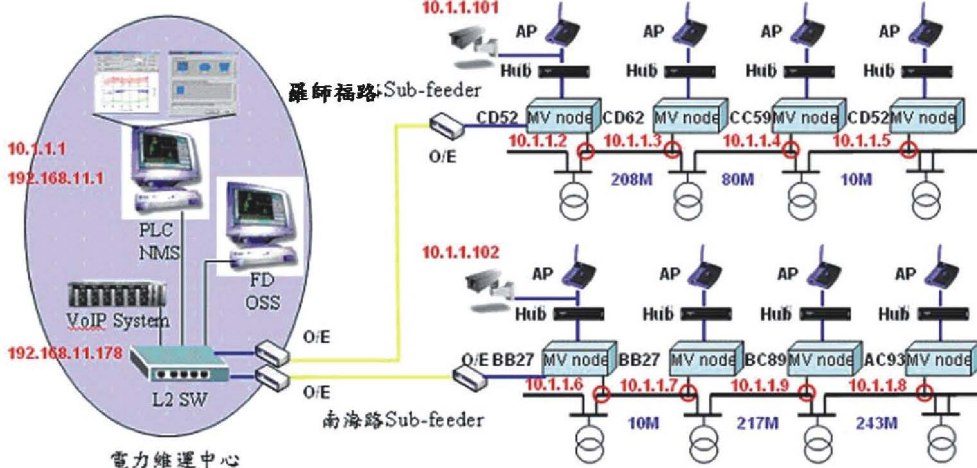 10.1.1.101
AP
AP
AP
AP
Hub
Hub
Hub
Hub
羅斯福路Sub-feeder
CD52
MV node
CD62
MV node
CC59
MV node
CD52
MV node
O/E
10.1.1.2
10.1.1.3
10.1.1.4
10.1.1.5
208M
80M
10M
10.1.1.1
192.168.11.1
PLC
NMS
FD
OSS
VoIP System
192.168.11.178
L2 SW
O/E
O/E
10.1.1.102
AP
AP
AP
AP
Hub
Hub
Hub
Hub
O/E
BB27
MV node
BB27
MV node
BC89
MV node
AC93
MV node
10.1.1.6
10.1.1.7
10.1.1.9
10.1.1.8
10M
217M
243M
南海路Sub-feeder
電力維運中心